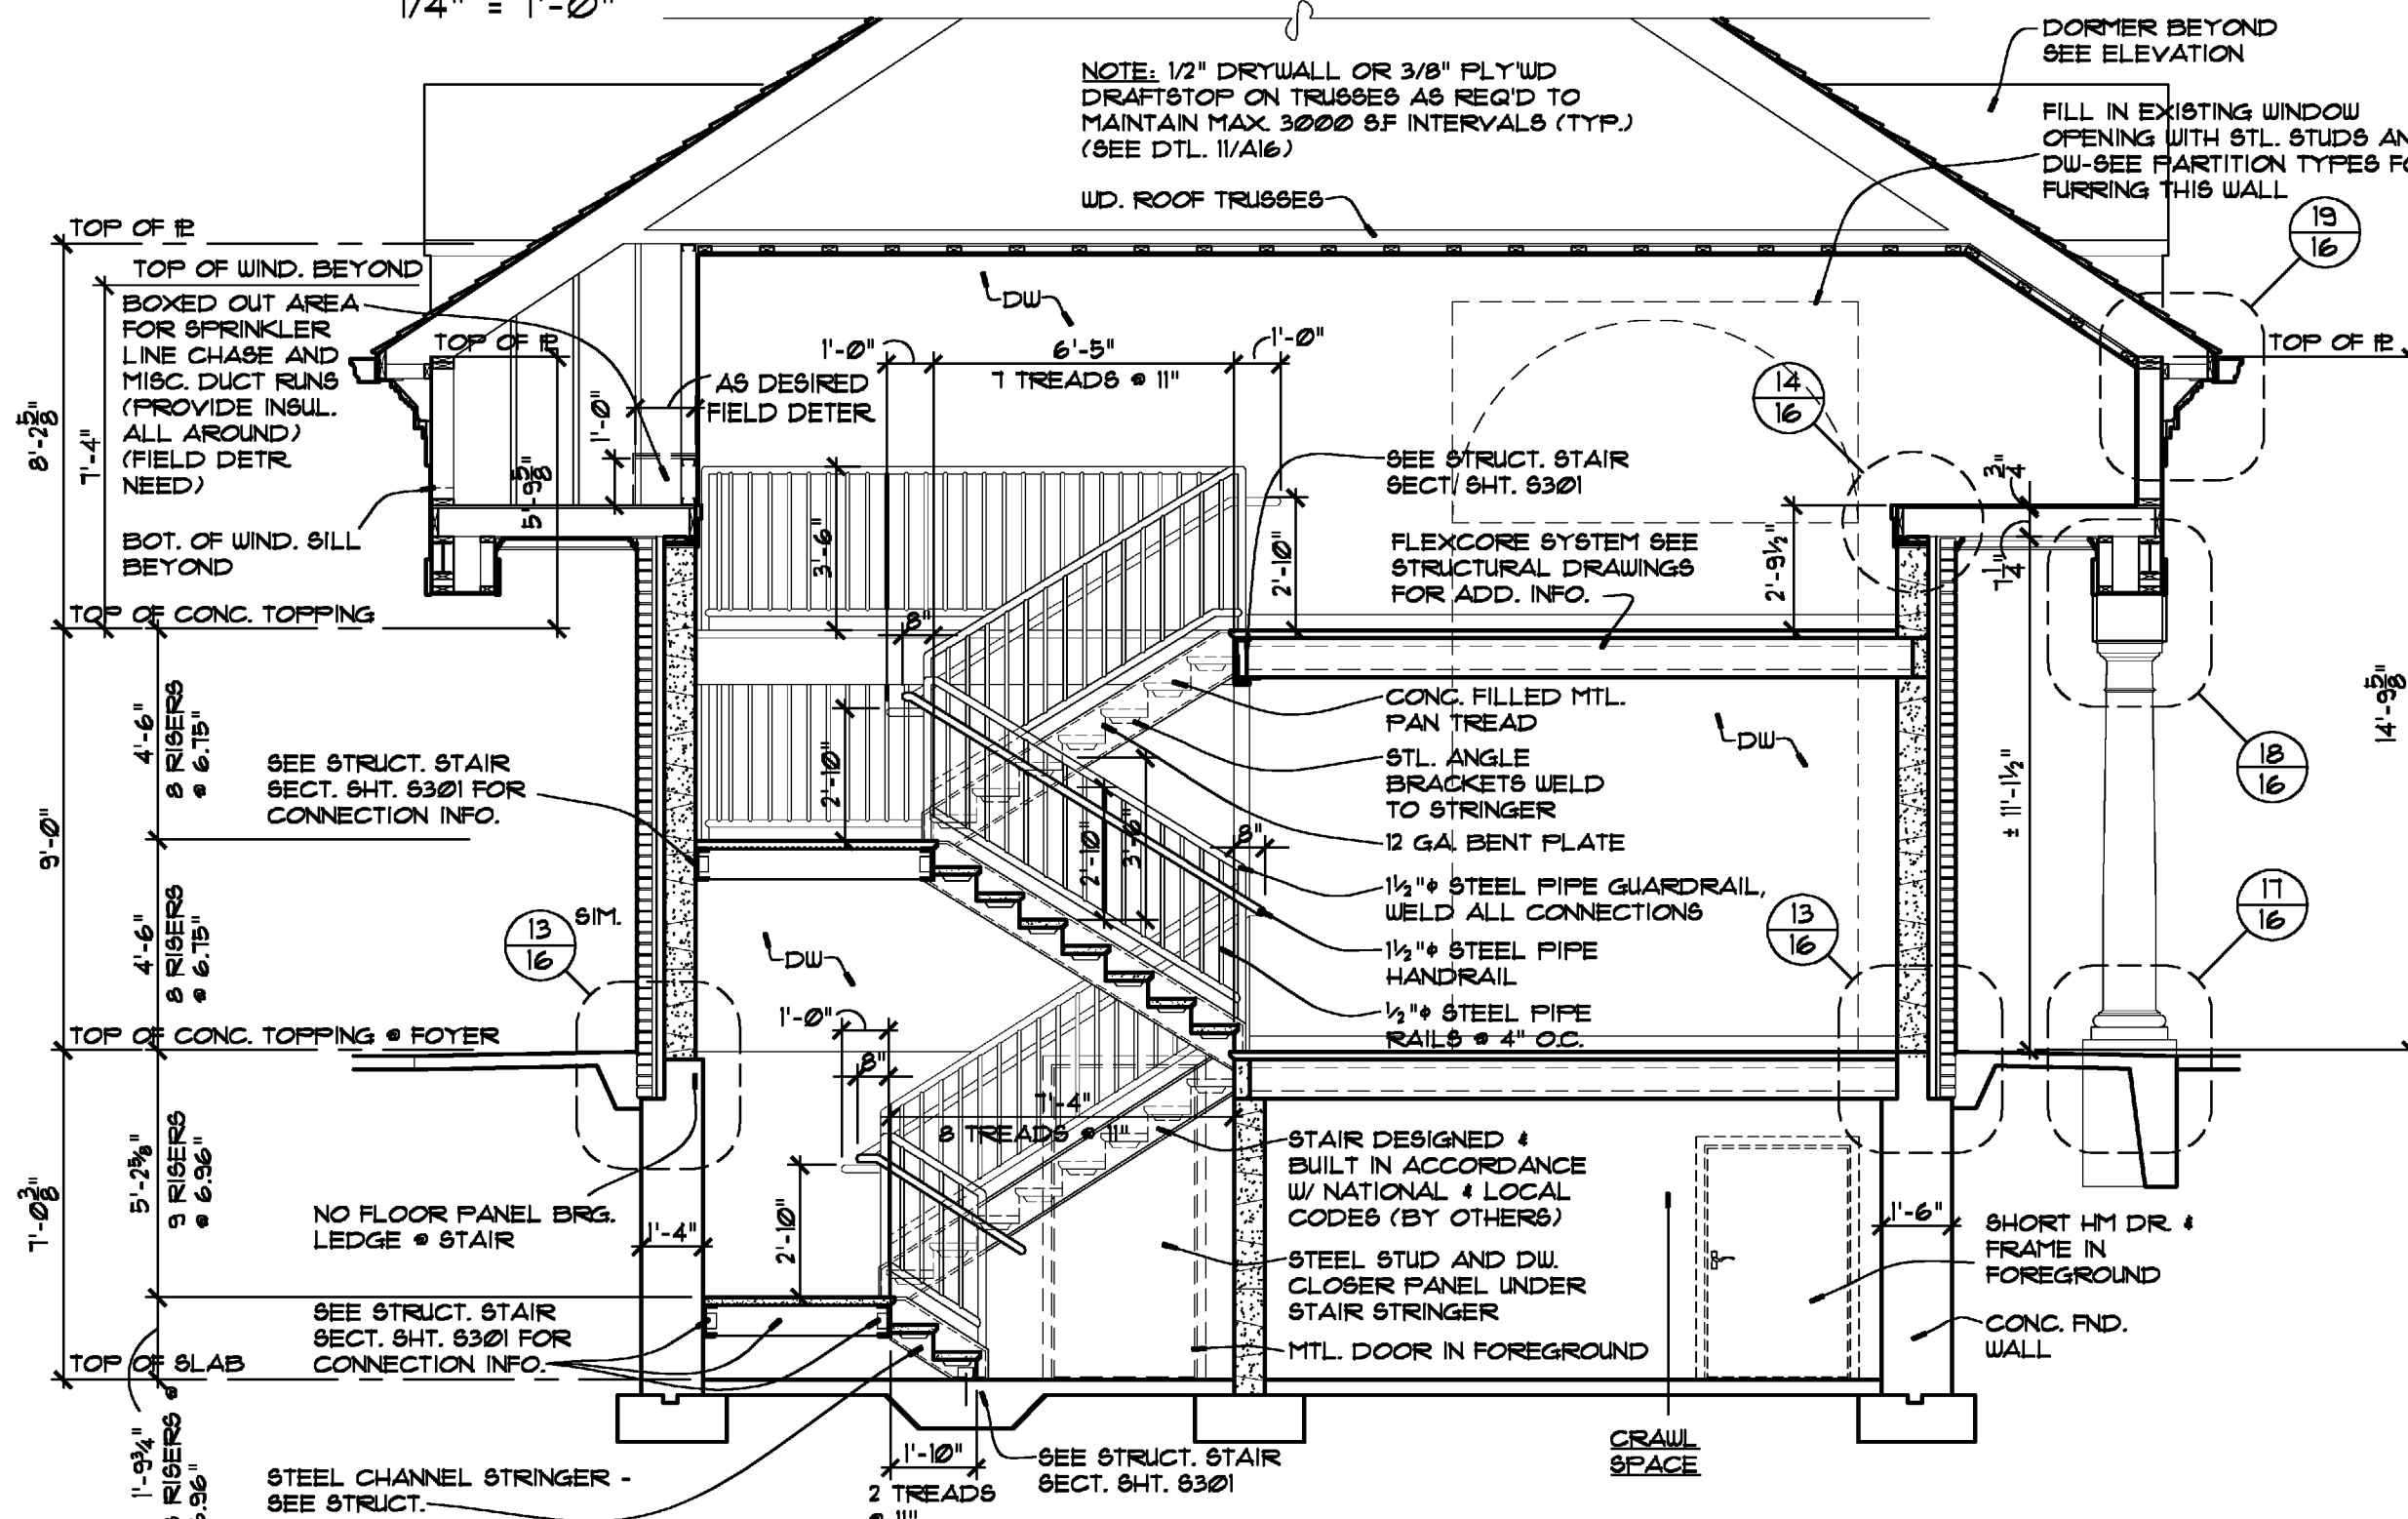 1/4" = 1'-0"
NOTE: 1/2" DRYWALL OR 3/8" PLY'WD
DRAFTSTOP ON TRUSSES AS REQ'D TO
MAINTAIN MAX. 3000 S.F INTERVALS (TYP.)
(SEE DTL. 11/A16)
WD. ROOF TRUSSES
DORMER BEYOND
SEE ELEVATION
FILL IN EXISTING WINDOW
OPENING WITH STL. STUDS AN
DW-SEE PARTITION TYPES FO
FURRING THIS WALL
19
16
TOP OF PL
TOP OF WIND. BEYOND
BOXED OUT AREA
FOR SPRINKLER
LINE CHASE AND
MISC. DUCT RUNS
(PROVIDE INSUL.
ALL AROUND)
(FIELD DETR.
NEED)
BOT. OF WIND. SILL
BEYOND
TOP OF PL
AS DESIRED
FIELD DETER.
DW
1'-0"
6'-5"
7 TREADS @ 11"
1'-0"
TOP OF PL
14
16
8'-2 5/8"
7'-4"
5'-9 5/8"
1'-0"
3'-6"
8"
2'-10"
2'-9 1/2"
3/4"
7 1/4"
SEE STRUCT. STAIR
SECT. SHT. S301
FLEXCORE SYSTEM SEE
STRUCTURAL DRAWINGS
FOR ADD. INFO.
TOP OF CONC. TOPPING
9'-0"
4'-6"
8 RISERS
@ 6.75"
4'-6"
8 RISERS
@ 6.75"
SEE STRUCT. STAIR
SECT. SHT. S301 FOR
CONNECTION INFO.
2'-10"
2'-10"
3'-6"
8"
CONC. FILLED MTL.
PAN TREAD
STL. ANGLE
BRACKETS WELD
TO STRINGER
12 GA. BENT PLATE
1 1/2"ϕ STEEL PIPE GUARDRAIL,
WELD ALL CONNECTIONS
1 1/2"ϕ STEEL PIPE
HANDRAIL
1/2"ϕ STEEL PIPE
RAILS @ 4" O.C.
DW
± 11'-1 1/2"
14'-9 5/8"
18
16
17
16
13
16
13
16
SIM.
DW
TOP OF CONC. TOPPING @ FOYER
1'-0"
8"
7'-4"
8 TREADS @ 11"
7'-0 3/8"
5'-2 5/8"
9 RISERS
@ 6.96"
NO FLOOR PANEL BRG.
LEDGE @ STAIR
1'-4"
2'-10"
STAIR DESIGNED &
BUILT IN ACCORDANCE
W/ NATIONAL & LOCAL
CODES (BY OTHERS)
STEEL STUD AND DW.
CLOSER PANEL UNDER
STAIR STRINGER
MTL. DOOR IN FOREGROUND
1'-6"
SHORT HM DR. &
FRAME IN
FOREGROUND
CONC. FND.
WALL
SEE STRUCT. STAIR
SECT. SHT. S301 FOR
CONNECTION INFO.
TOP OF SLAB
1'-9 3/4"
RISERS @
STEEL CHANNEL STRINGER -
SEE STRUCT.
1'-10"
2 TREADS
@ 11"
SEE STRUCT. STAIR
SECT. SHT. S301
CRAWL
SPACE